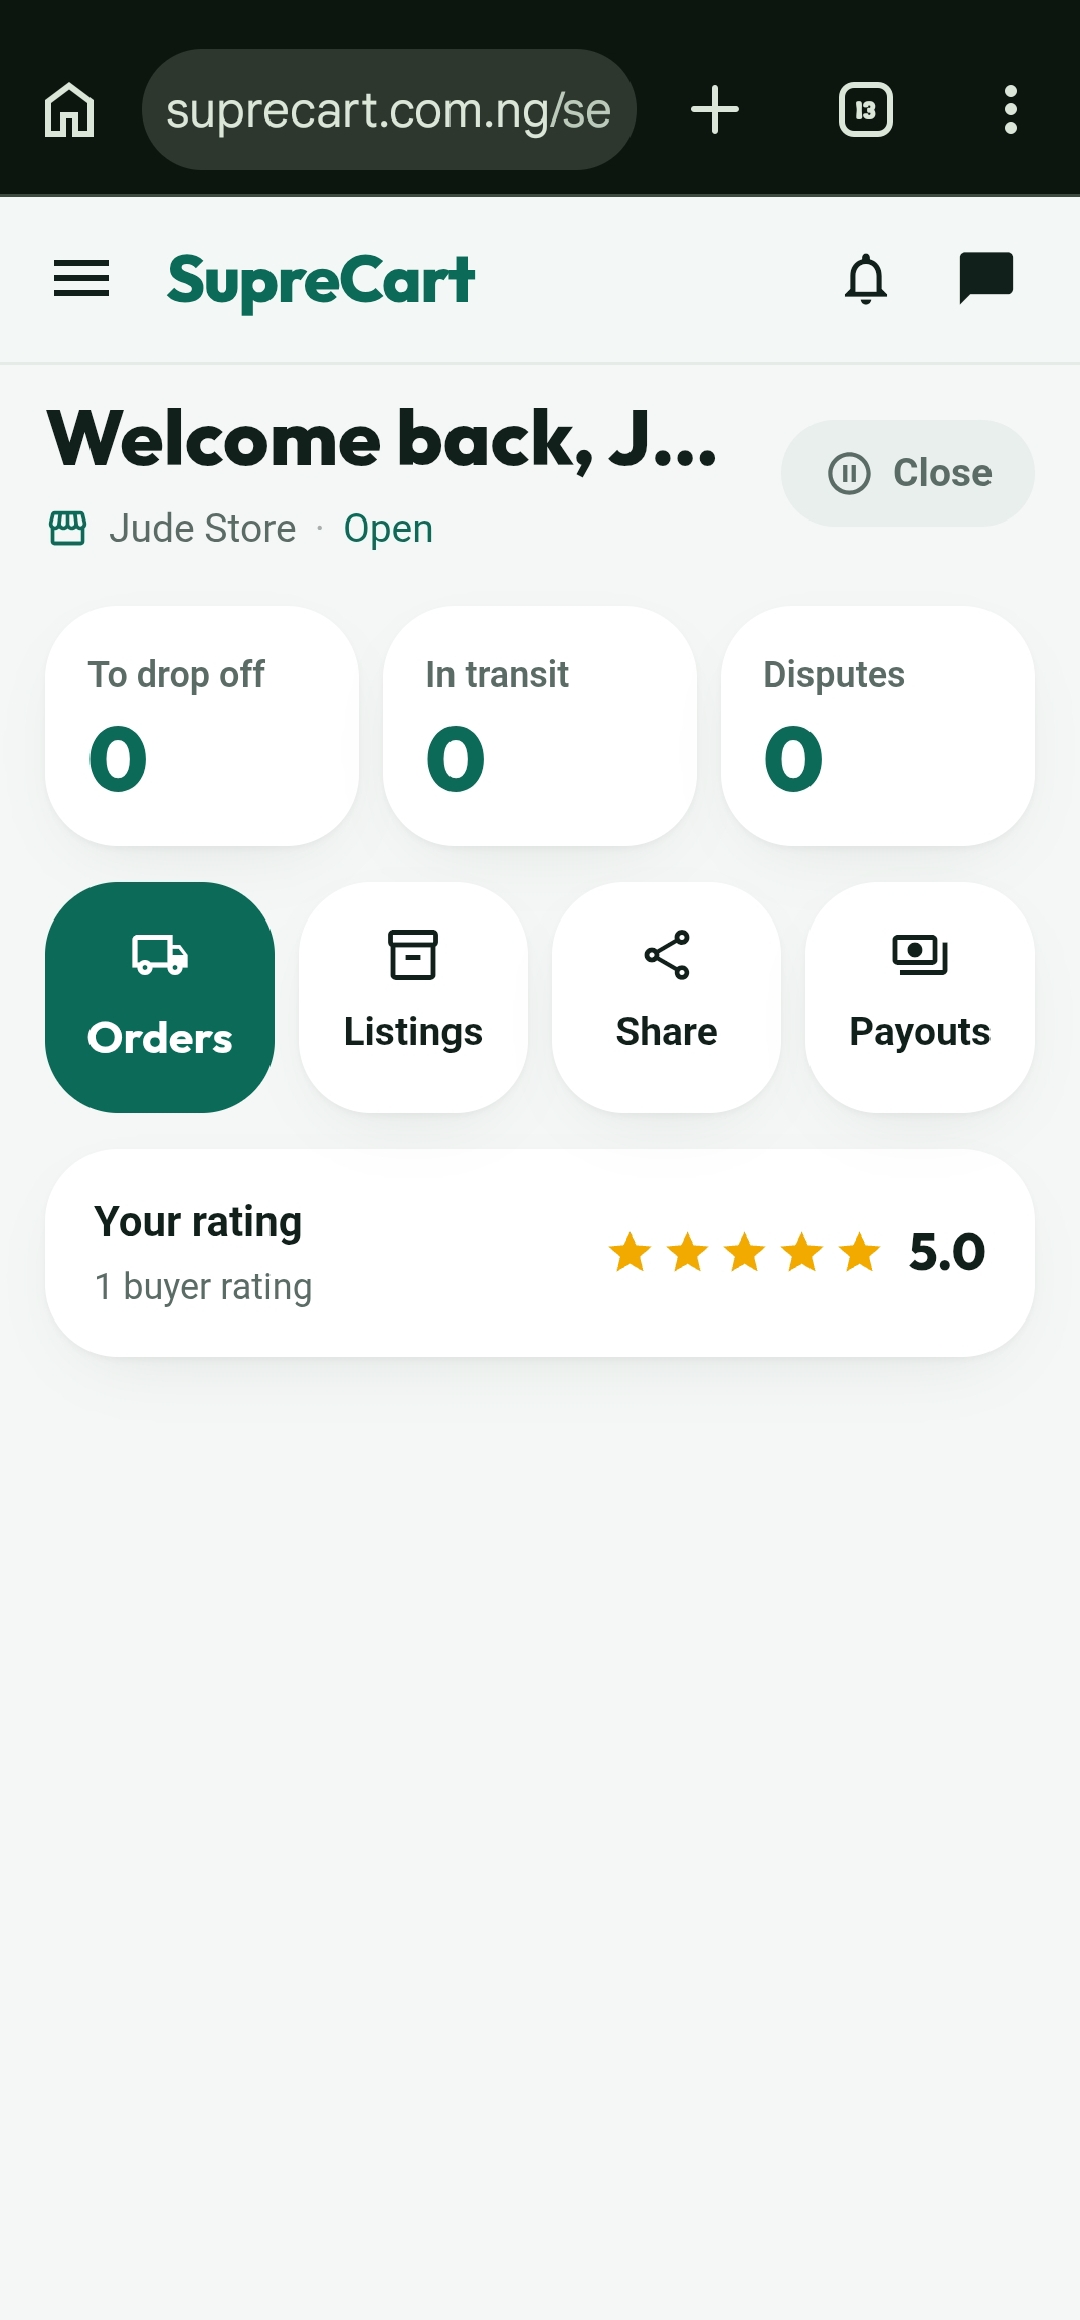 suprecart.com.ng/se
13
SupreCart
Welcome back, J...
Close
Jude Store · Open
To drop off
In transit
Disputes
0
0
0
Orders
Listings
Share
Payouts
Your rating
5.0
1 buyer rating